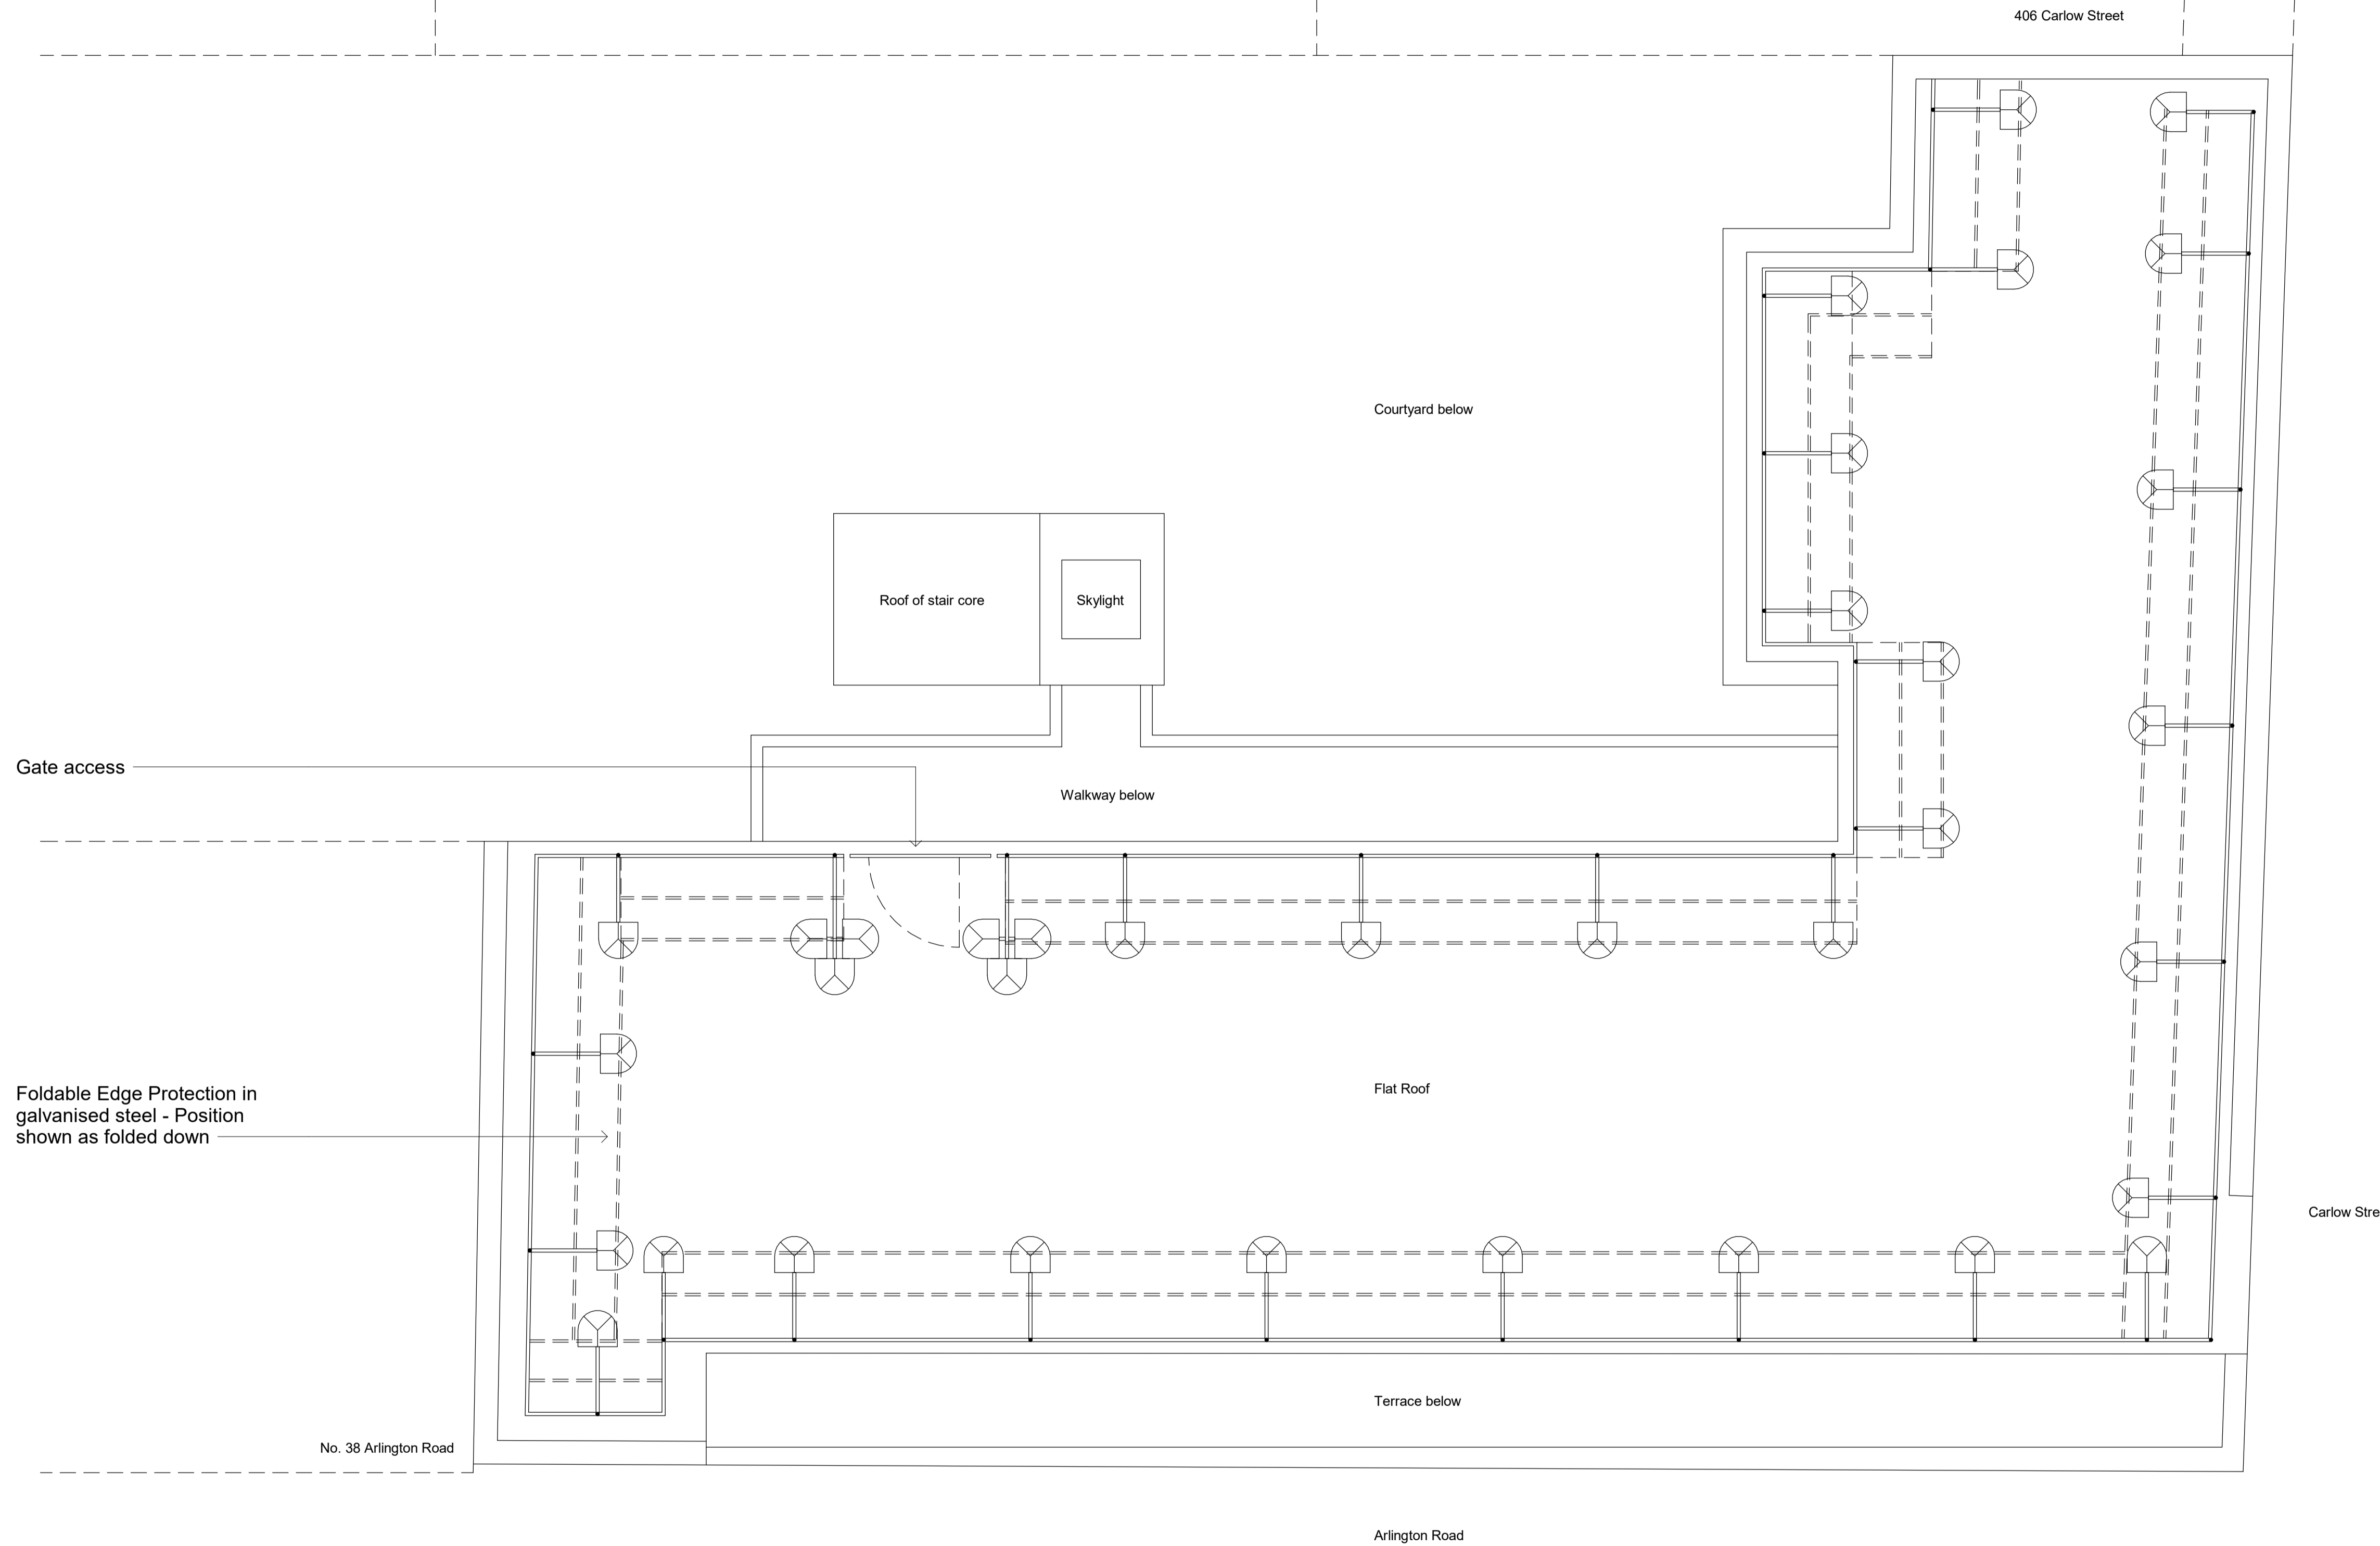 406 Carlow Street
Courtyard below
Roof of stair core
Skylight
Gate access
Walkway below
Foldable Edge Protection in
galvanised steel - Position
shown as folded down
Flat Roof
Carlow Stre
Terrace below
No. 38 Arlington Road
Arlington Road